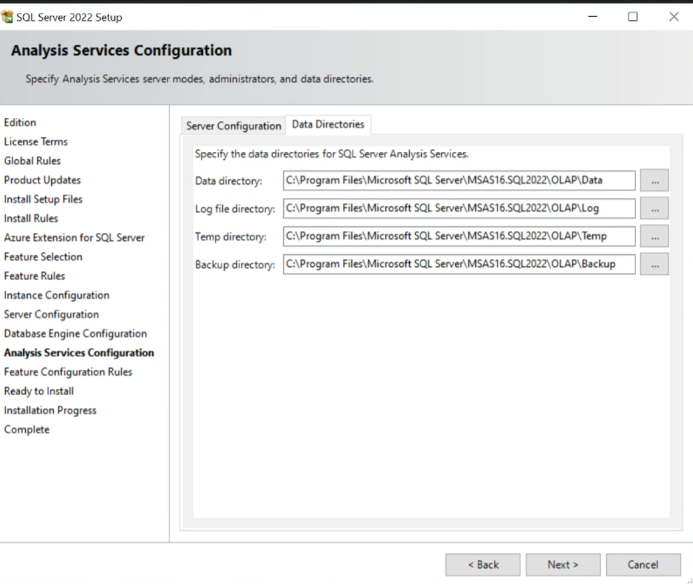 SQL Server 2022 Setup
Analysis Services Configuration
Specify Analysis Services server modes, administrators, and data directories.
Edition
License Terms
Global Rules
Product Updates
Install Setup Files
Install Rules
Azure Extension for SQL Server
Feature Selection
Feature Rules
Instance Configuration
Server Configuration
Database Engine Configuration
Analysis Services Configuration
Feature Configuration Rules
Ready to Install
Installation Progress
Complete
Server Configuration Data Directories
Specify the data directories for SQL Server Analysis Services.
Data directory: C:\Program Files\Microsoft SQL Server\MSAS16.SQL2022\OLAP\Data ...
Log file directory: C:\Program Files\Microsoft SQL Server\MSAS16.SQL2022\OLAP\Log ...
Temp directory: C:\Program Files\Microsoft SQL Server\MSAS16.SQL2022\OLAP\Temp ...
Backup directory: C:\Program Files\Microsoft SQL Server\MSAS16.SQL2022\OLAP\Backup ...
< Back Next > Cancel